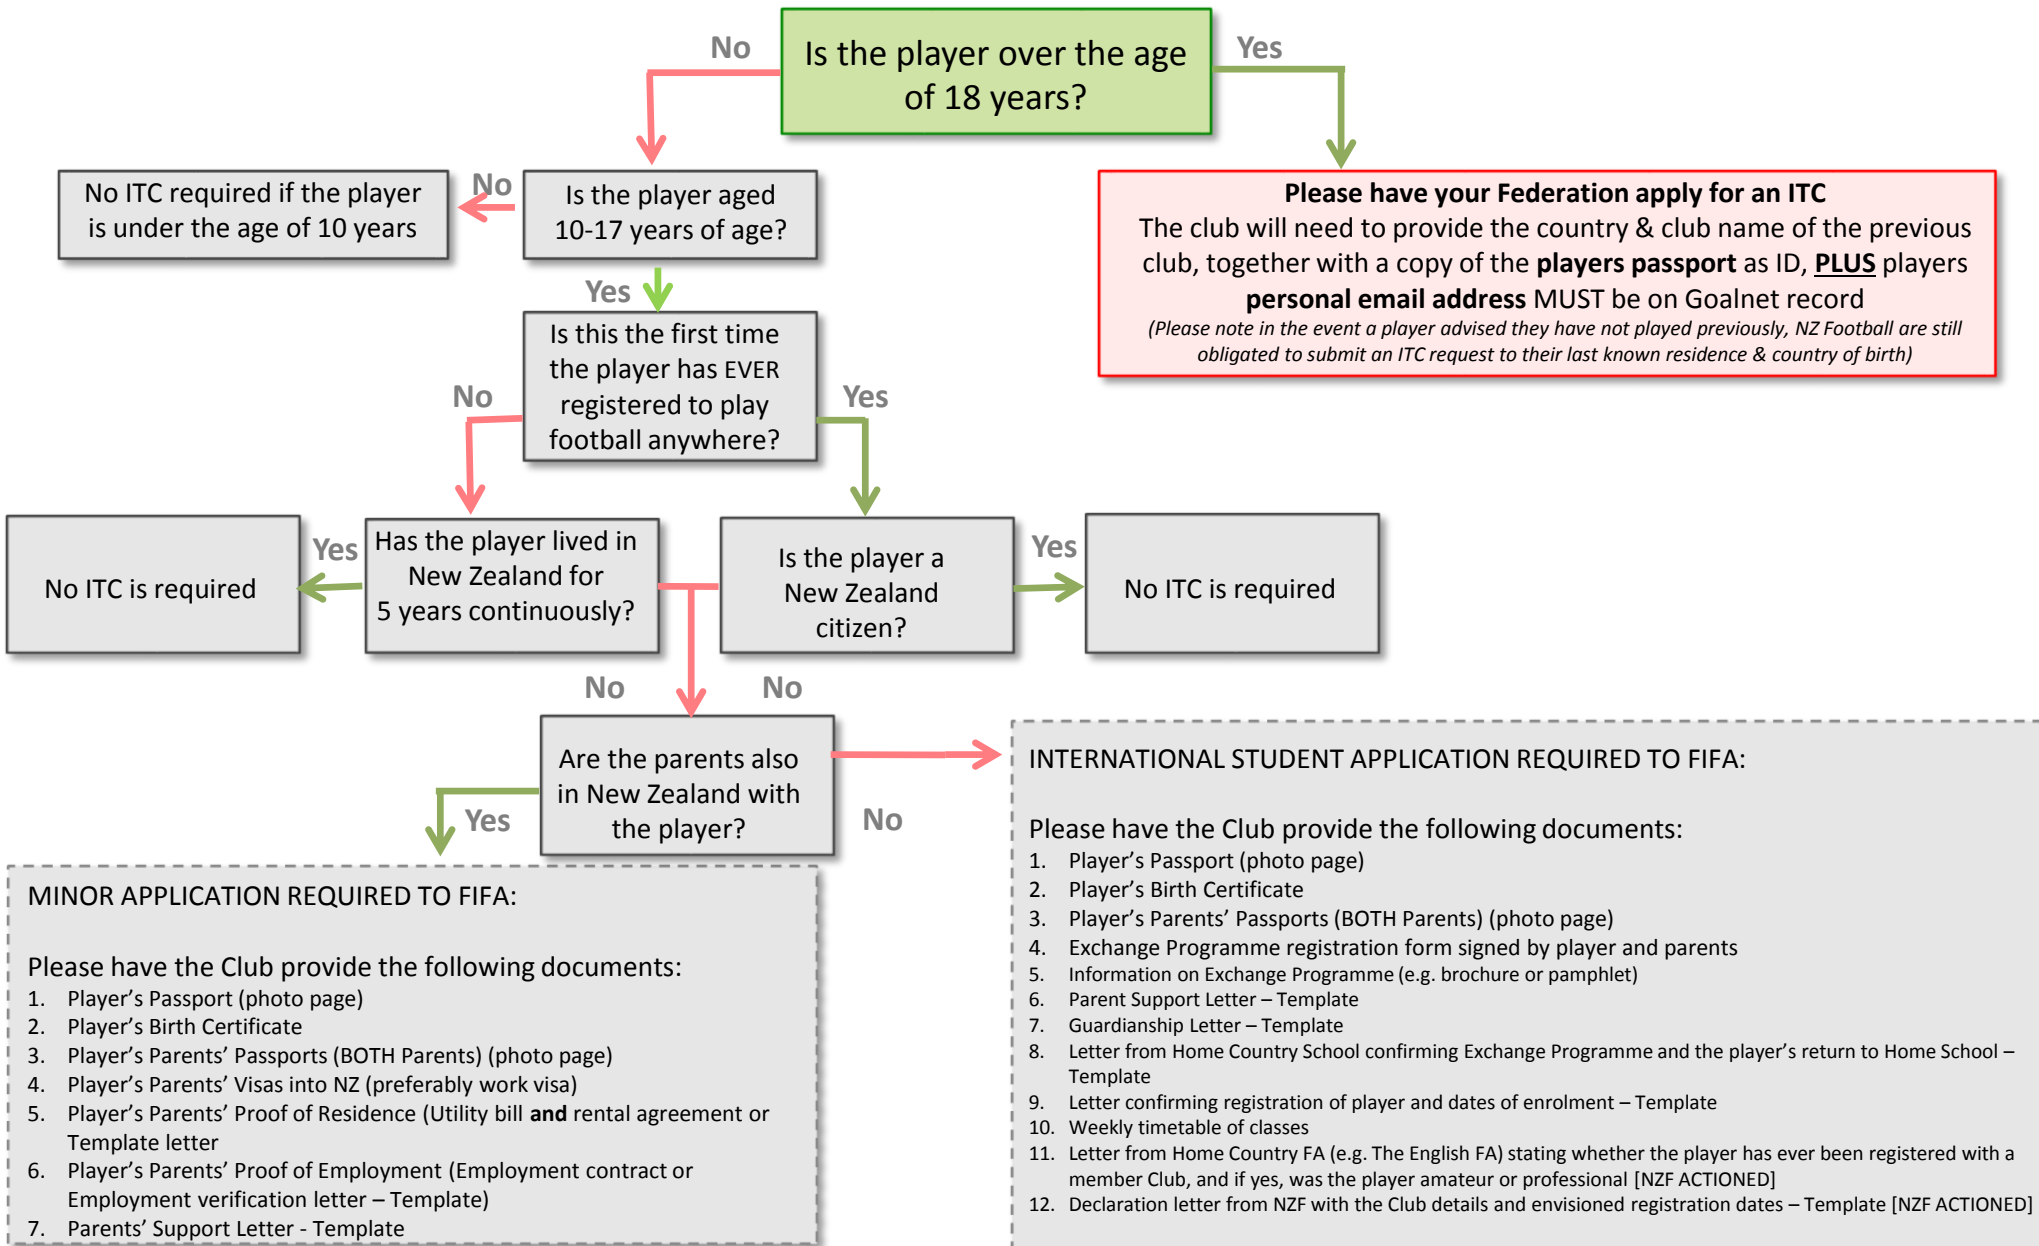 No
Is the player over the age
of 18 years?
Yes
No ITC required if the player
is under the age of 10 years
No
Is the player aged
10-17 years of age?
Please have your Federation apply for an ITC
The club will need to provide the country & club name of the previous
club, together with a copy of the players passport as ID, PLUS players
personal email address MUST be on Goalnet record
(Please note in the event a player advised they have not played previously, NZ Football are still
obligated to submit an ITC request to their last known residence & country of birth)
Yes
Is this the first time
the player has EVER
registered to play
football anywhere?
No
Yes
No ITC is required
Yes
Has the player lived in
New Zealand for
5 years continuously?
Is the player a
New Zealand
citizen?
Yes
No ITC is required
No
No
Are the parents also
in New Zealand with
the player?
Yes
No
MINOR APPLICATION REQUIRED TO FIFA:
Please have the Club provide the following documents:
1. Player’s Passport (photo page)
2. Player’s Birth Certificate
3. Player’s Parents’ Passports (BOTH Parents) (photo page)
4. Player’s Parents’ Visas into NZ (preferably work visa)
5. Player’s Parents’ Proof of Residence (Utility bill and rental agreement or
Template letter
6. Player’s Parents’ Proof of Employment (Employment contract or
Employment verification letter – Template)
7. Parents’ Support Letter - Template
INTERNATIONAL STUDENT APPLICATION REQUIRED TO FIFA:
Please have the Club provide the following documents:
1. Player’s Passport (photo page)
2. Player’s Birth Certificate
3. Player’s Parents’ Passports (BOTH Parents) (photo page)
4. Exchange Programme registration form signed by player and parents
5. Information on Exchange Programme (e.g. brochure or pamphlet)
6. Parent Support Letter – Template
7. Guardianship Letter – Template
8. Letter from Home Country School confirming Exchange Programme and the player’s return to Home School –
Template
9. Letter confirming registration of player and dates of enrolment – Template
10. Weekly timetable of classes
11. Letter from Home Country FA (e.g. The English FA) stating whether the player has ever been registered with a
member Club, and if yes, was the player amateur or professional [NZF ACTIONED]
12. Declaration letter from NZF with the Club details and envisioned registration dates – Template [NZF ACTIONED]